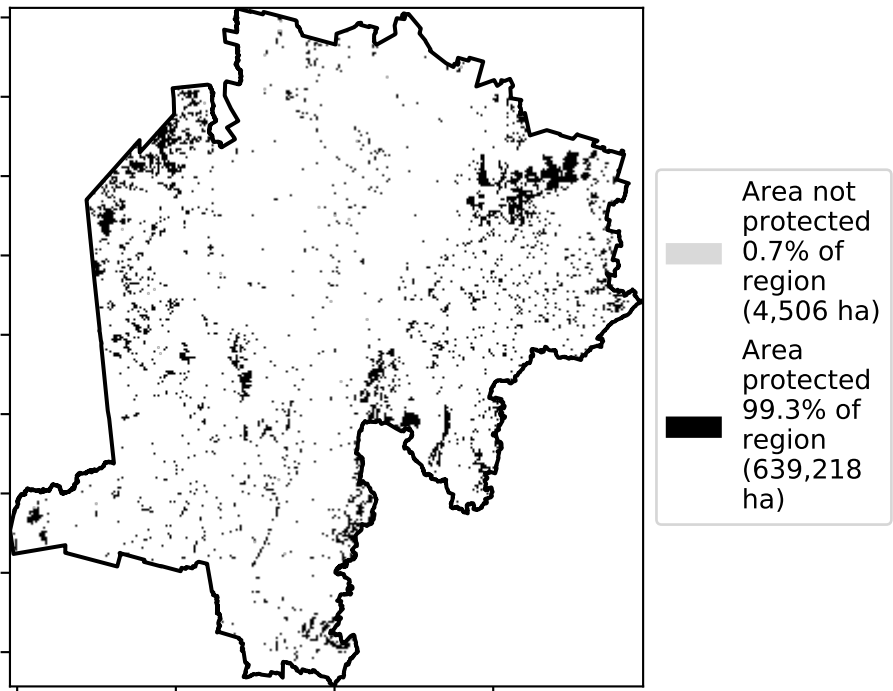 Area not
protected
0.7% of
region
(4,506 ha)
Area
protected
99.3% of
region
(639,218
ha)